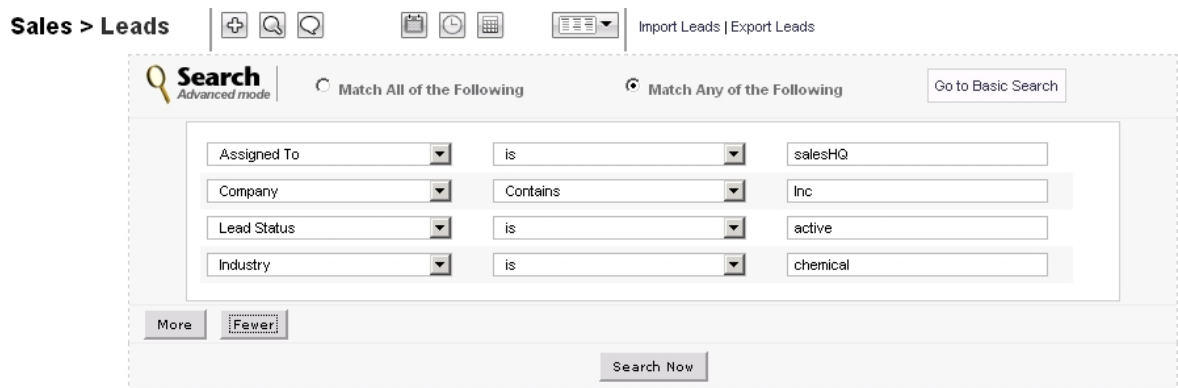 Sales > Leads Import Leads | Export Leads
Search
Advanced mode Match All of the Following Match Any of the Following Go to Basic Search
Assigned To is salesHQ
Company Contains Inc
Lead Status is active
Industry is chemical
More Fewer
Search Now